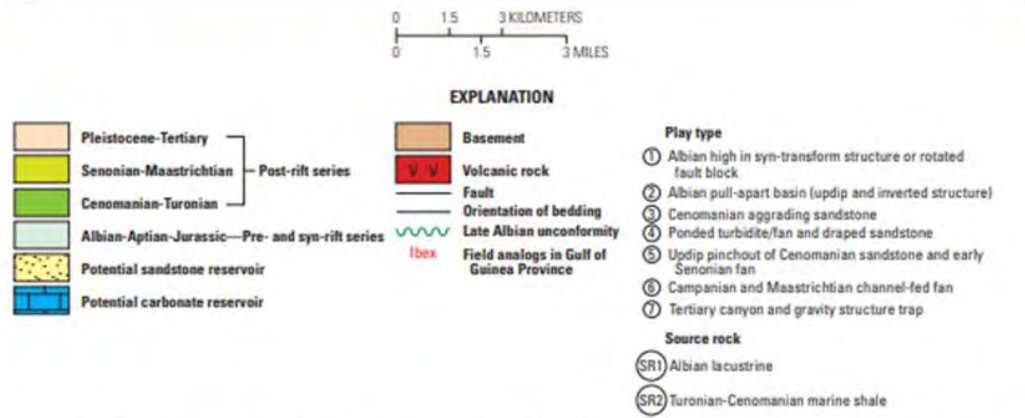 0 1.5 3 KILOMETERS
0 1.5 3 MILES
EXPLANATION
Pleistocene-Tertiary
Senonian-Maastrichtian
Post-rift series
Cenomanian-Turonian
Albian-Aptian-Jurassic—Pre- and syn-rift series
Potential sandstone reservoir
Potential carbonate reservoir
Basement
V V Volcanic rock
Fault
Orientation of bedding
Late Albian unconformity
Ibex Field analogs in Gulf of
Guinea Province
Play type
1 Albian high in syn-transform structure or rotated
fault block
2 Albian pull-apart basin (updip and inverted structure)
3 Cenomanian aggrading sandstone
4 Ponded turbidite/fan and draped sandstone
5 Updip pinchout of Cenomanian sandstone and early
Senonian fan
6 Campanian and Maastrichtian channel-fed fan
7 Tertiary canyon and gravity structure trap
Source rock
SR1 Albian lacustrine
SR2 Turonian-Cenomanian marine shale